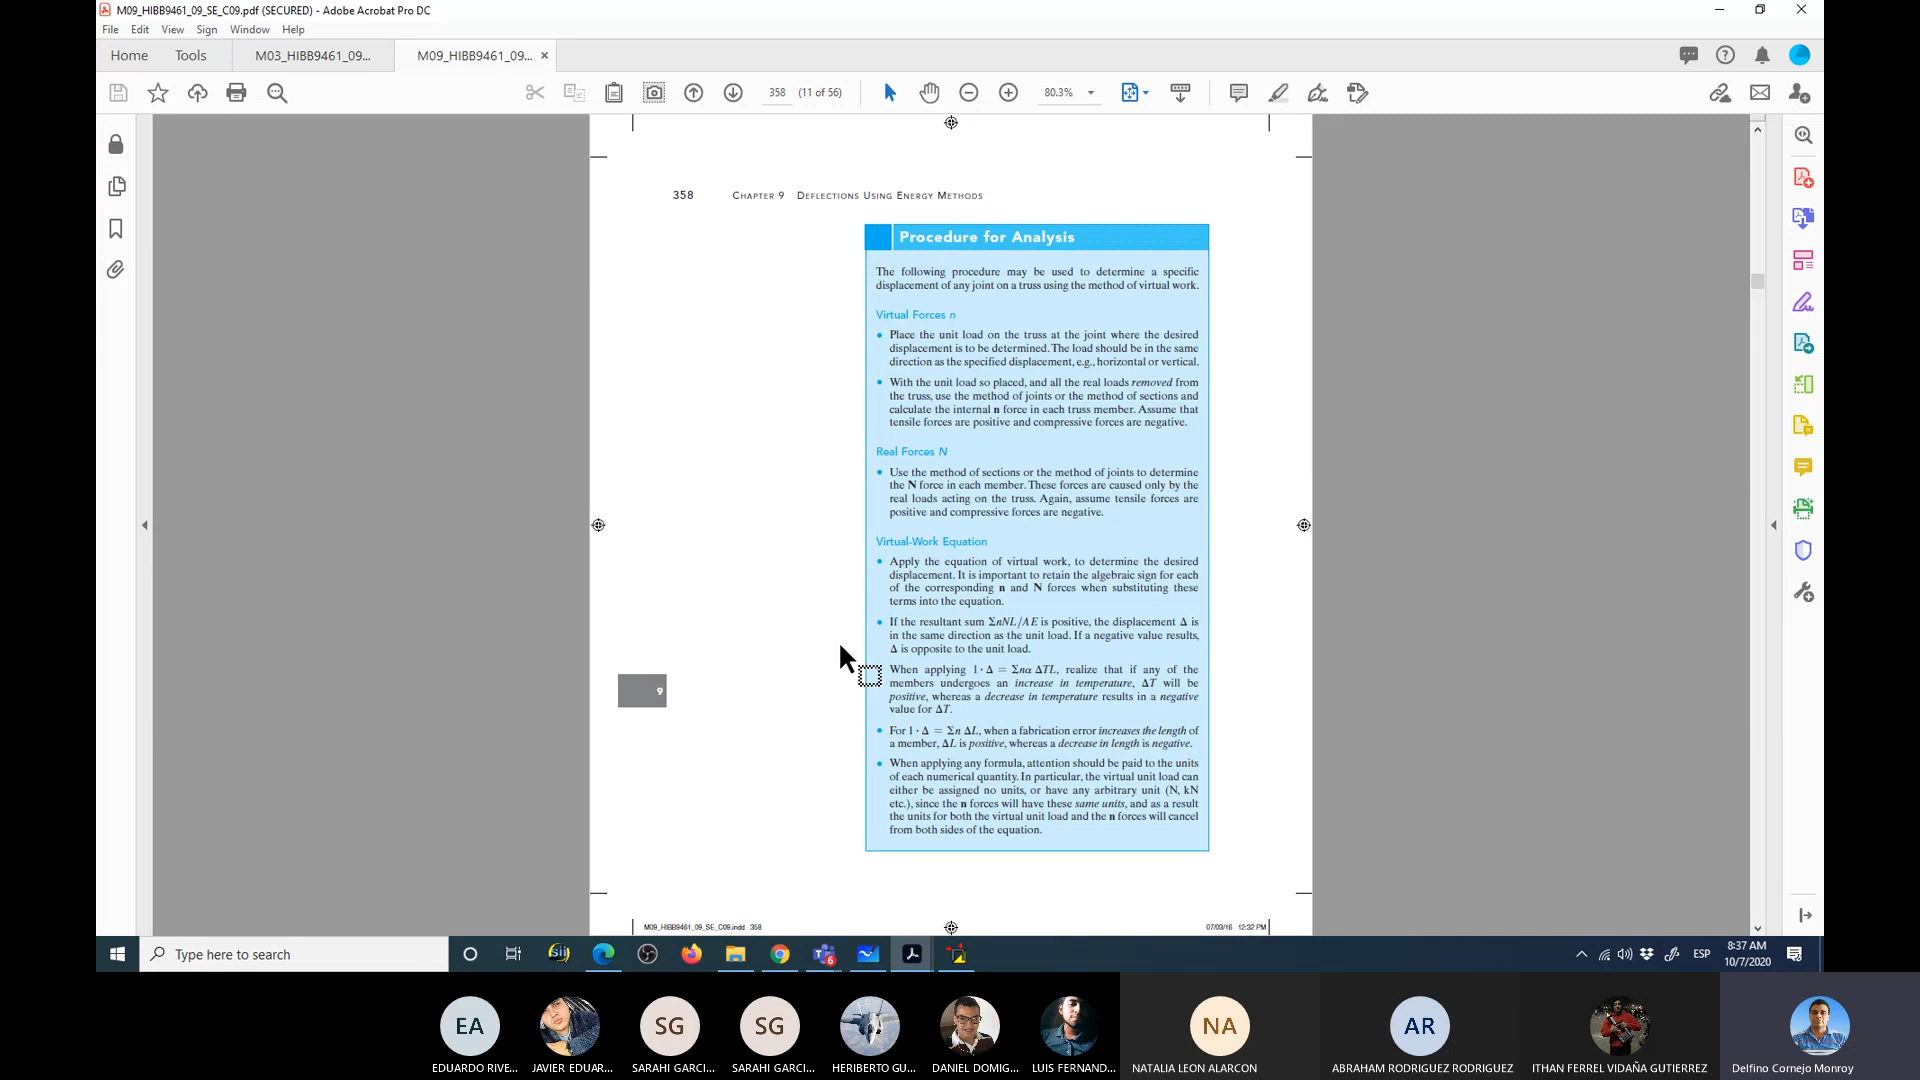 M09_HIBB9461_09_SE_C09.pdf (SECURED) - Adobe Acrobat Pro DC
File Edit View Sign Window Help
Home Tools M03_HIBB9461_09... M09_HIBB9461_09... ×
358 (11 of 56) 80.3%
358 CHAPTER 9 DEFLECTIONS USING ENERGY METHODS
Procedure for Analysis
The following procedure may be used to determine a specific
displacement of any joint on a truss using the method of virtual work.
Virtual Forces n
• Place the unit load on the truss at the joint where the desired
displacement is to be determined. The load should be in the same
direction as the specified displacement, e.g., horizontal or vertical.
• With the unit load so placed, and all the real loads removed from
the truss, use the method of joints or the method of sections and
calculate the internal n force in each truss member. Assume that
tensile forces are positive and compressive forces are negative.
Real Forces N
• Use the method of sections or the method of joints to determine
the N force in each member. These forces are caused only by the
real loads acting on the truss. Again, assume tensile forces are
positive and compressive forces are negative.
Virtual-Work Equation
• Apply the equation of virtual work, to determine the desired
displacement. It is important to retain the algebraic sign for each
of the corresponding n and N forces when substituting these
terms into the equation.
• If the resultant sum ΣnNL/AE is positive, the displacement Δ is
in the same direction as the unit load. If a negative value results,
Δ is opposite to the unit load.
When applying 1·Δ = Σnα ΔTL, realize that if any of the
members undergoes an increase in temperature, ΔT will be
positive, whereas a decrease in temperature results in a negative
value for ΔT.
• For 1·Δ = Σn ΔL, when a fabrication error increases the length of
a member, ΔL is positive, whereas a decrease in length is negative.
• When applying any formula, attention should be paid to the units
of each numerical quantity. In particular, the virtual unit load can
either be assigned no units, or have any arbitrary unit (N, kN
etc.), since the n forces will have these same units, and as a result
the units for both the virtual unit load and the n forces will cancel
from both sides of the equation.
9
M09_HIBB9461_09_SE_C09.indd 358 07/03/16 12:32 PM
Type here to search
sii
6
ESP
8:37 AM
10/7/2020
EA SG SG NA AR
EDUARDO RIVE... JAVIER EDUAR... SARAHI GARCI... SARAHI GARCI... HERIBERTO GU... DANIEL DOMIG... LUIS FERNAND... NATALIA LEON ALARCON ABRAHAM RODRIGUEZ RODRIGUEZ ITHAN FERREL VIDAÑA GUTIERREZ Delfino Cornejo Monroy